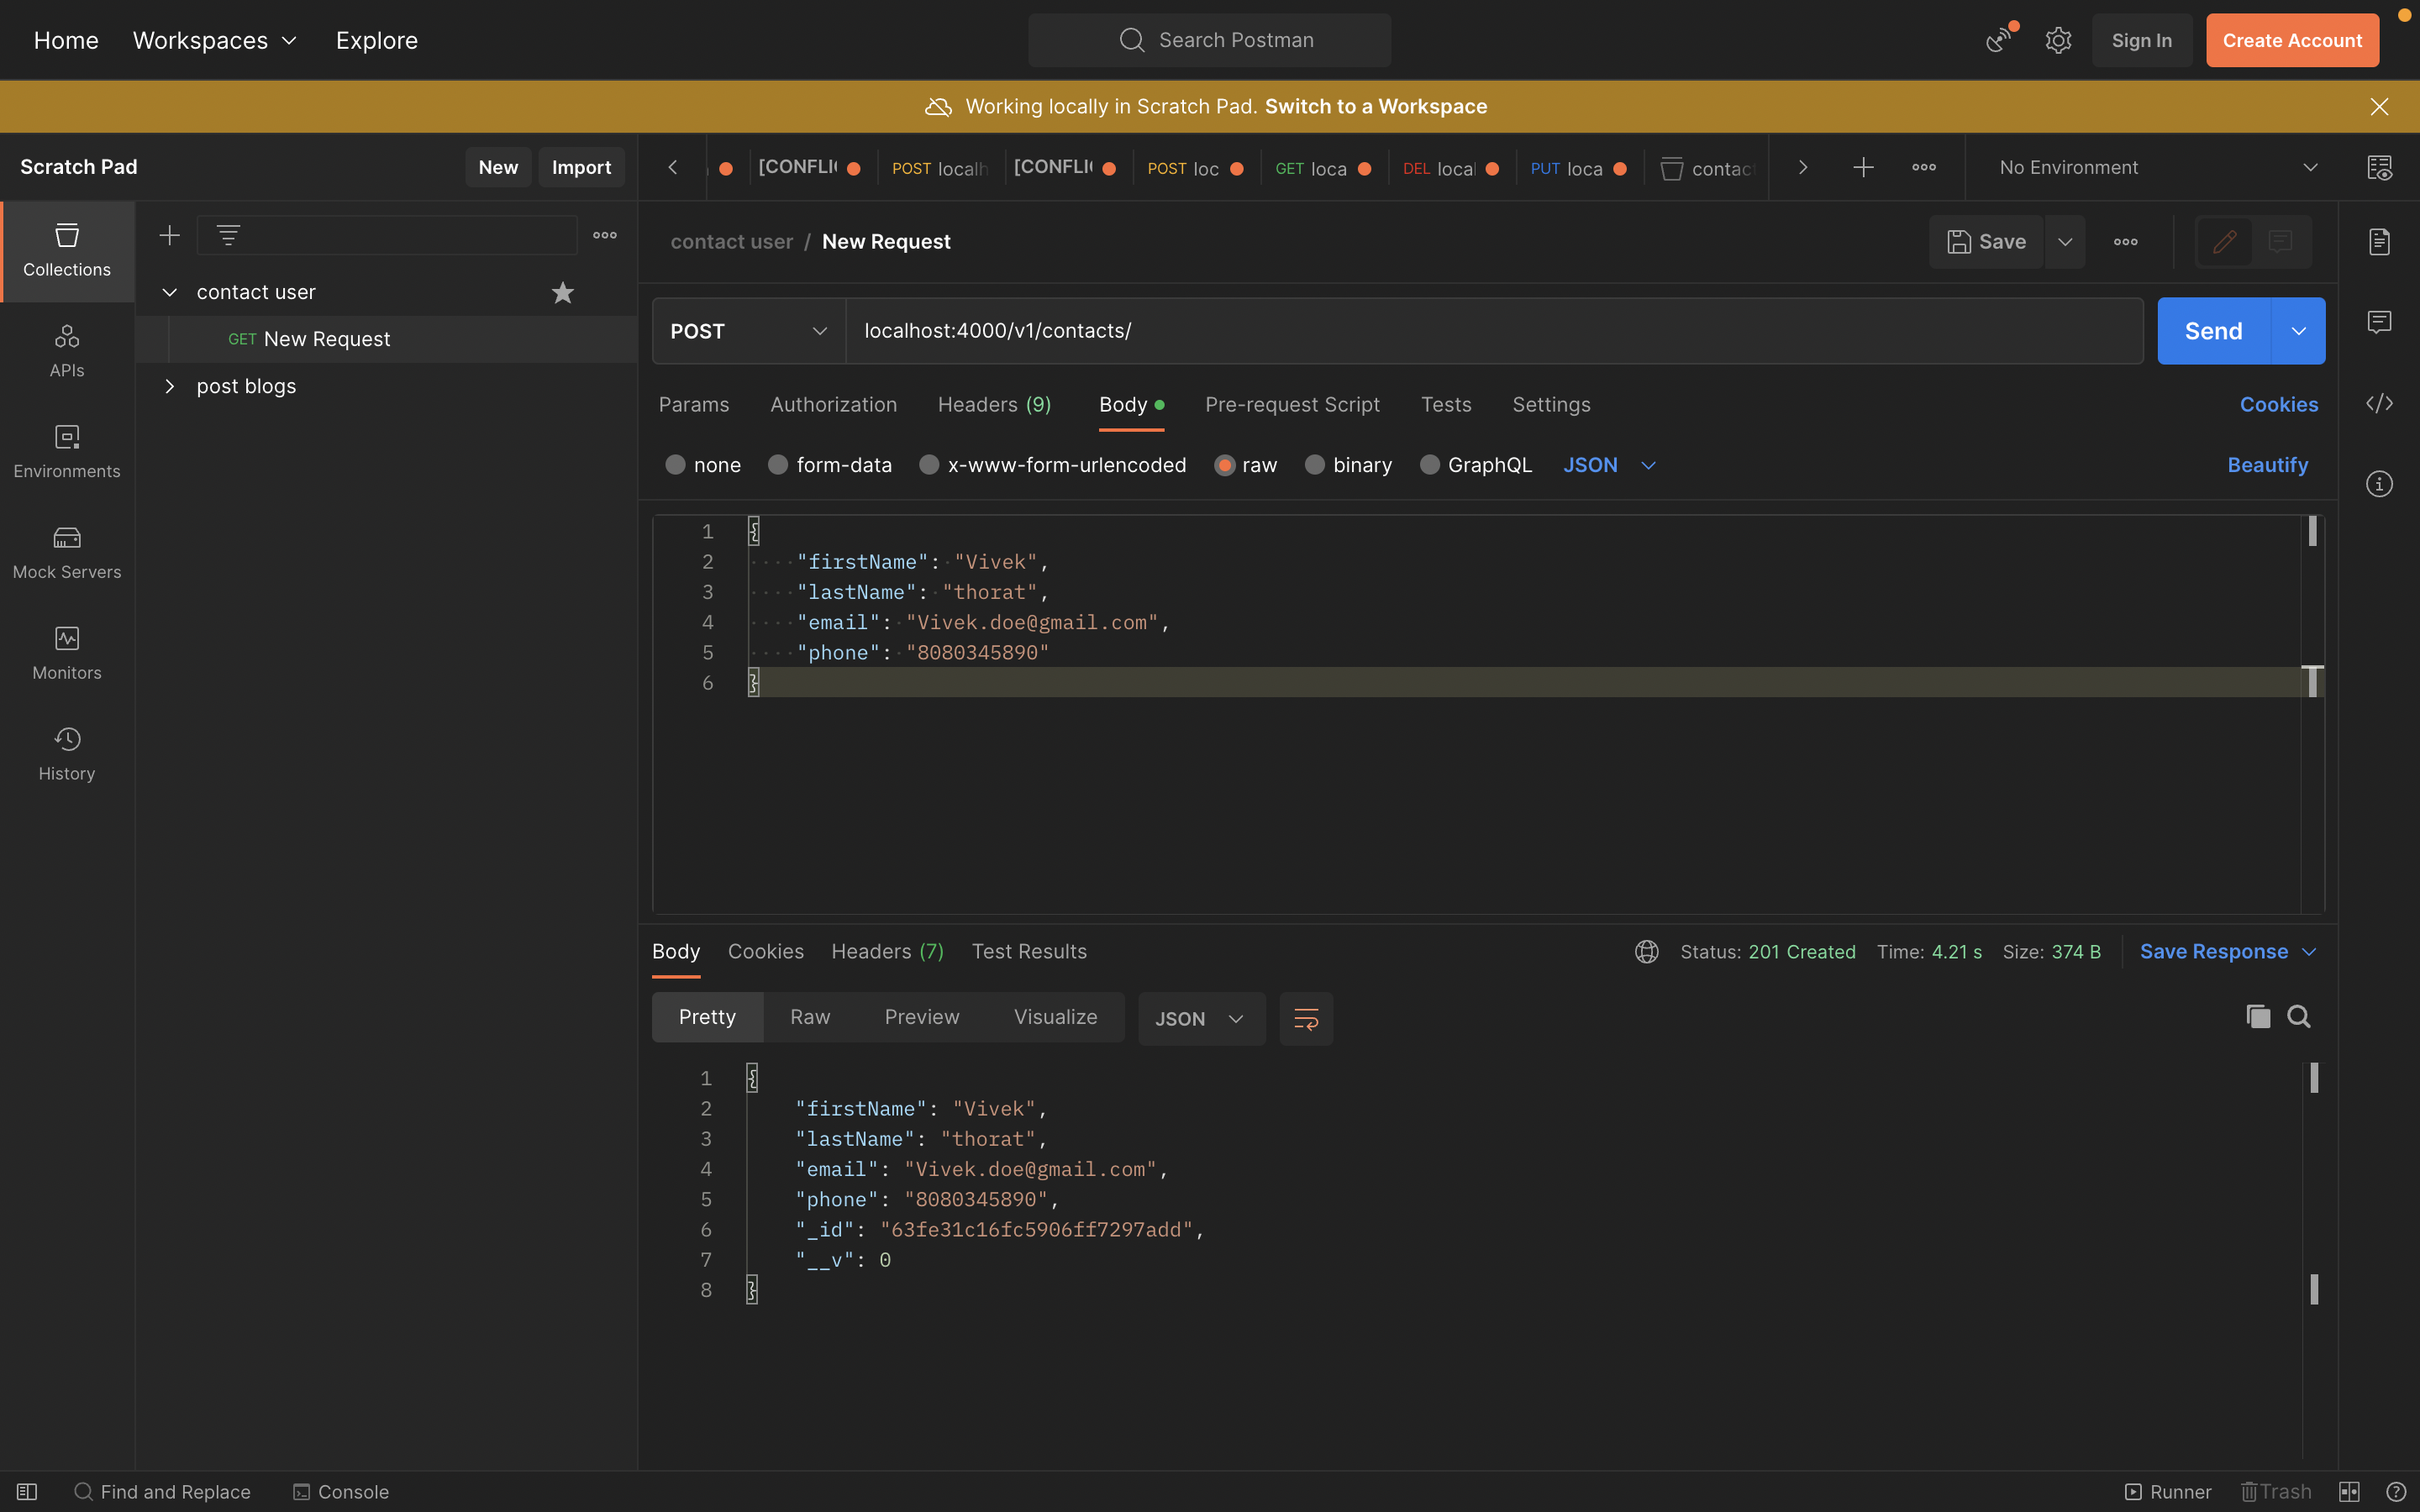 Home Workspaces Explore Search Postman Sign In Create Account
Working locally in Scratch Pad. Switch to a Workspace
Scratch Pad New Import
[CONFLI POST localh [CONFLI POST loc GET loca DEL local PUT loca contac No Environment
Collections
APIs
Environments
Mock Servers
Monitors
History
contact user
GET New Request
post blogs
contact user / New Request Save
POST localhost:4000/v1/contacts/ Send
Params Authorization Headers (9) Body Pre-request Script Tests Settings Cookies
none form-data x-www-form-urlencoded raw binary GraphQL JSON Beautify
1 {
2 "firstName": "Vivek",
3 "lastName": "thorat",
4 "email": "Vivek.doe@gmail.com",
5 "phone": "8080345890"
6 }
Body Cookies Headers (7) Test Results Status: 201 Created Time: 4.21 s Size: 374 B Save Response
Pretty Raw Preview Visualize JSON
1 {
2 "firstName": "Vivek",
3 "lastName": "thorat",
4 "email": "Vivek.doe@gmail.com",
5 "phone": "8080345890",
6 "_id": "63fe31c16fc5906ff7297add",
7 "__v": 0
8 }
Find and Replace Console Runner Trash